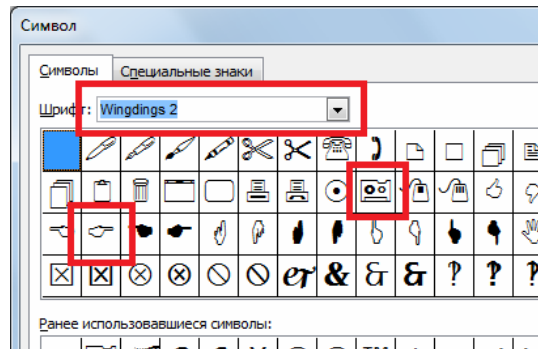 Символ
Символы Специальные знаки
Шрифт: Wingdings 2
Ранее использовавшиеся символы: